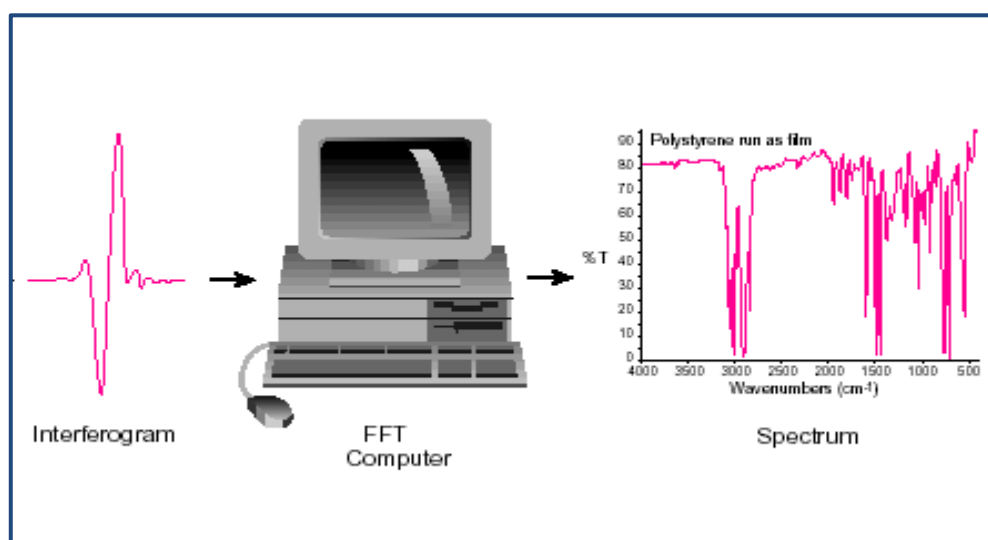 Interferogram
FFT
Computer
Polystyrene run as film
%T
90
80
70
60
50
40
30
20
10
0
4000 3500 3000 2500 2000 1500 1000 500
Wavenumbers (cm-1)
Spectrum